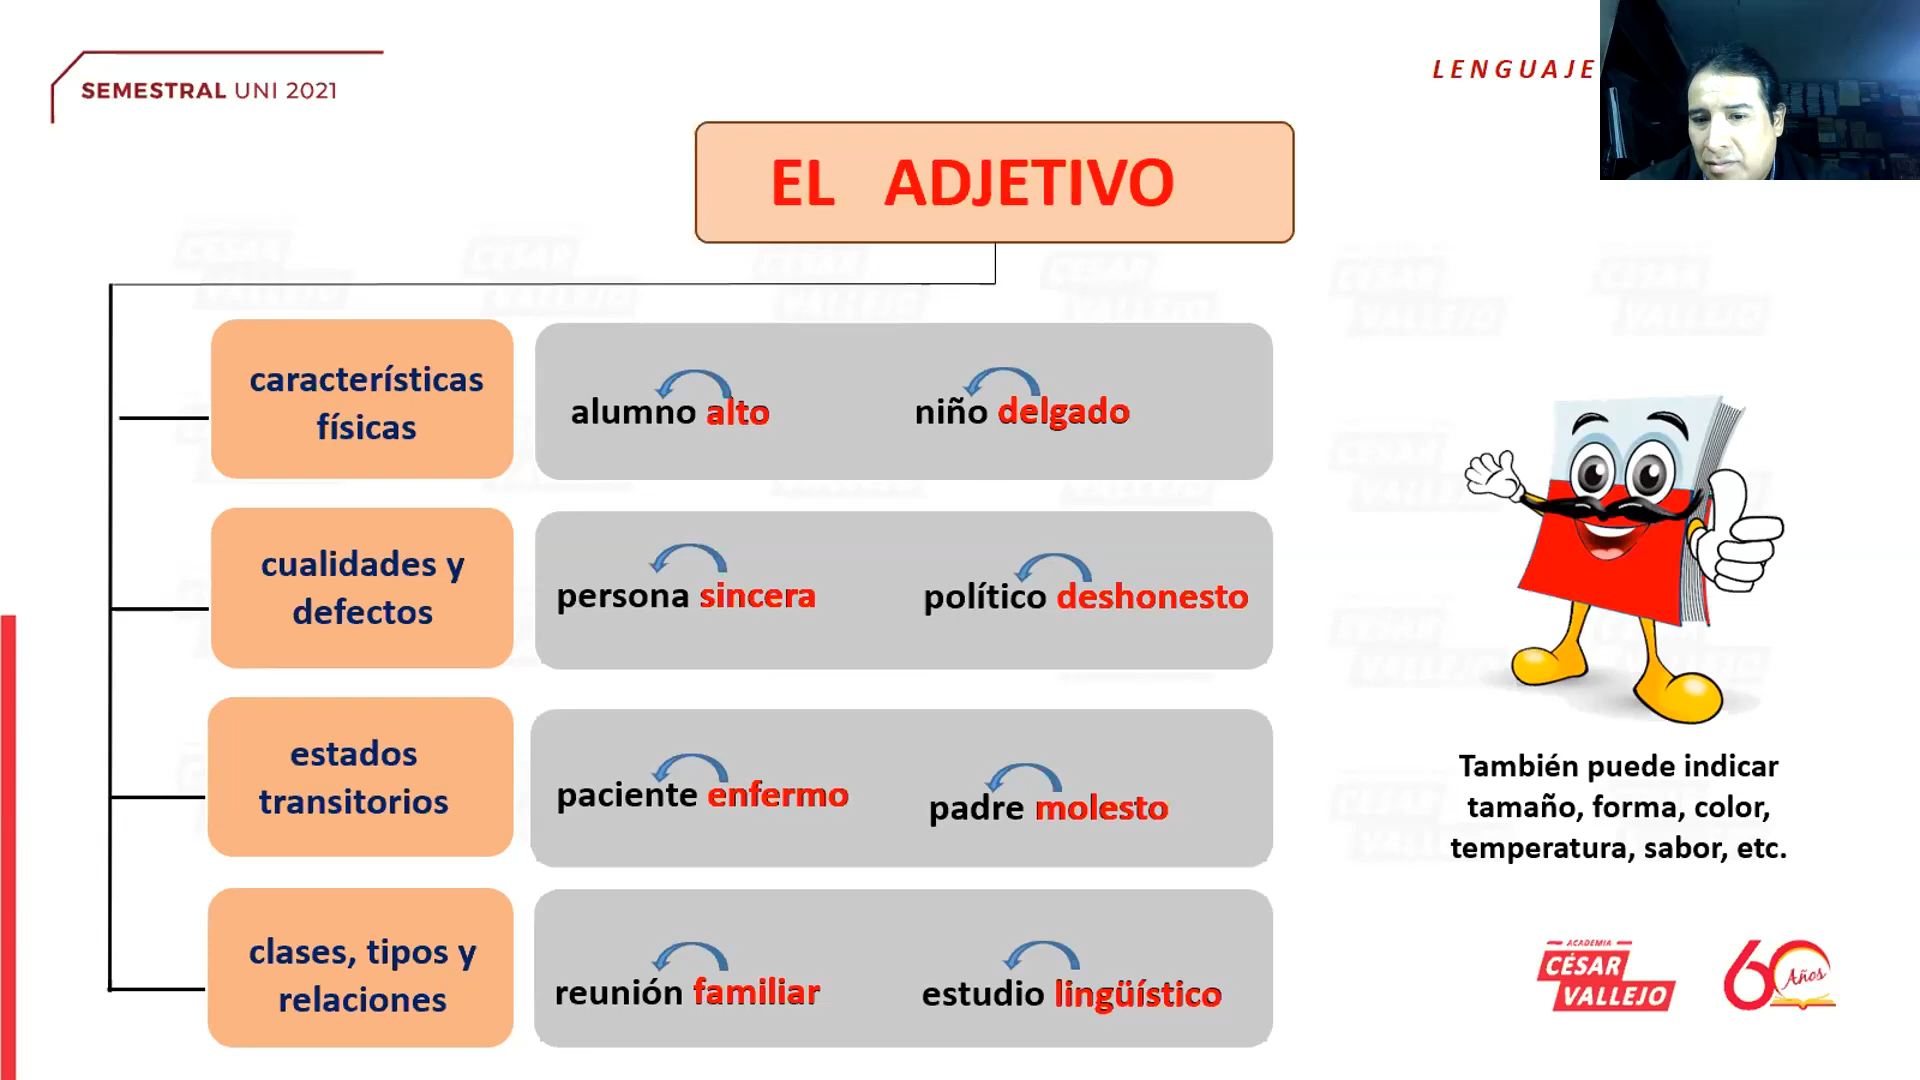 SEMESTRAL UNI 2021
LENGUAJE
EL ADJETIVO
características
físicas
alumno alto
niño delgado
cualidades y
defectos
persona sincera
político deshonesto
estados
transitorios
paciente enfermo
padre molesto
clases, tipos y
relaciones
reunión familiar
estudio lingüístico
También puede indicar
tamaño, forma, color,
temperatura, sabor, etc.
ACADEMIA
CÉSAR
VALLEJO
60 Años